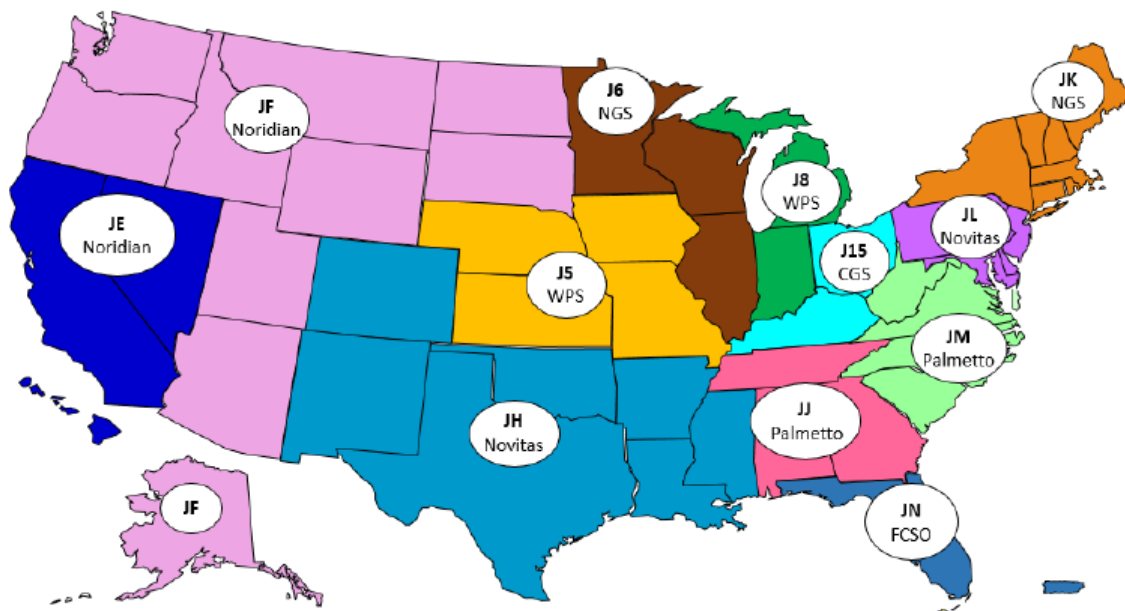 JF
Noridian
J6
NGS
JK
NGS
JE
Noridian
J8
WPS
JL
Novitas
J15
CGS
J5
WPS
JM
Palmetto
JH
Novitas
JJ
Palmetto
JF
JN
FCSO